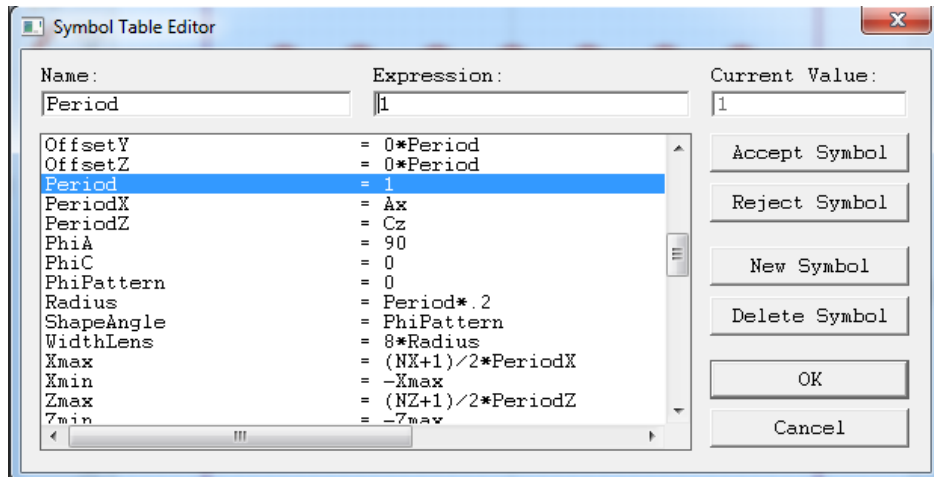 Symbol Table Editor
Name: Expression: Current Value:
Period 1 1
OffsetY = 0*Period
OffsetZ = 0*Period
Period = 1
PeriodX = Ax
PeriodZ = Cz
PhiA = 90
PhiC = 0
PhiPattern = 0
Radius = Period*.2
ShapeAngle = PhiPattern
WidthLens = 8*Radius
Xmax = (NX+1)/2*PeriodX
Xmin = -Xmax
Zmax = (NZ+1)/2*PeriodZ
Zmin = -Zmax
Accept Symbol
Reject Symbol
New Symbol
Delete Symbol
OK
Cancel